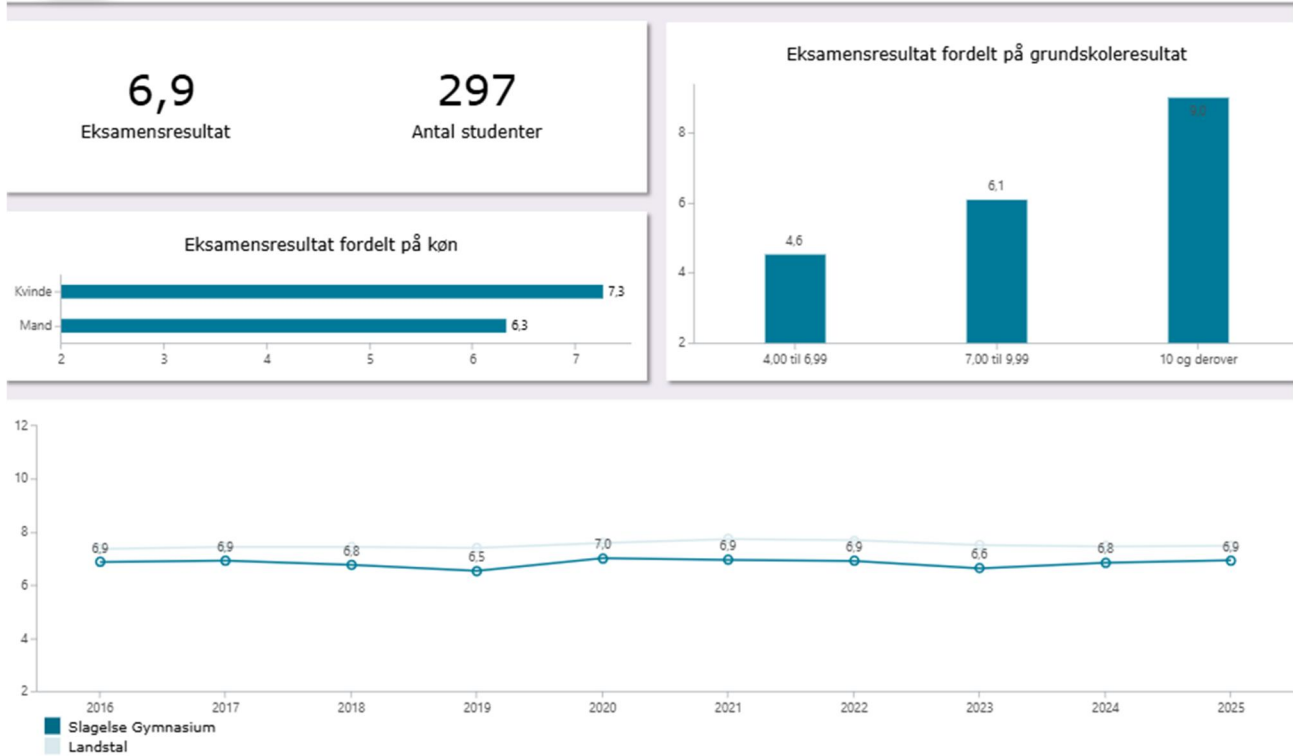 6,9
Eksamensresultat
297
Antal studenter
Eksamensresultat fordelt på køn
Kvinde
7,3
Mand
6,3
2 3 4 5 6 7
Eksamensresultat fordelt på grundskoleresultat
8
6
4
2
4,6
6,1
9,0
4,00 til 6,99
7,00 til 9,99
10 og derover
12
10
8
6
4
2
6,9 6,9 6,8 6,5 7,0 6,9 6,9 6,6 6,8 6,9
2016 2017 2018 2019 2020 2021 2022 2023 2024 2025
Slagelse Gymnasium
Landstal